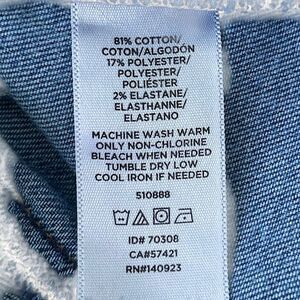 81% COTTON/
COTON/ALGODÓN
17% POLYESTER/
POLYESTER/
POLIÉSTER
2% ELASTANE/
ELASTHANNE/
ELASTANO
MACHINE WASH WARM
ONLY NON-CHLORINE
BLEACH WHEN NEEDED
TUMBLE DRY LOW
COOL IRON IF NEEDED
510888
ID# 70308
CA#57421
RN#140923